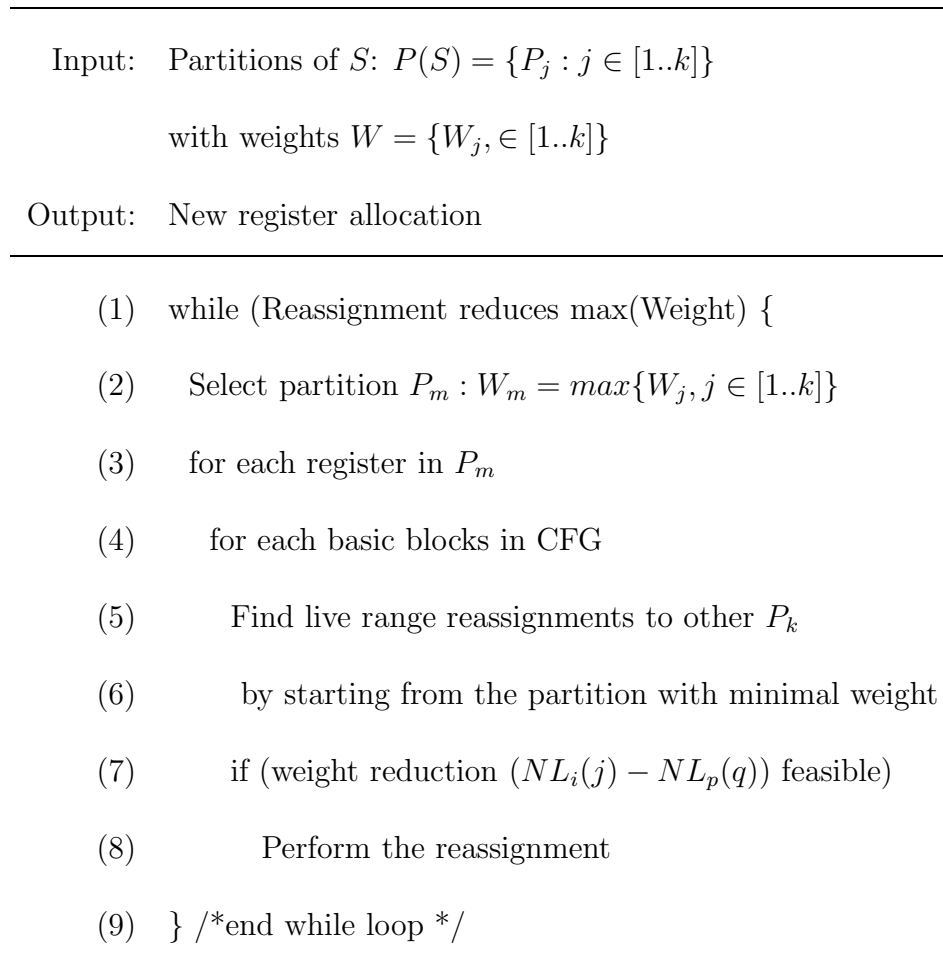 Input: Partitions of S: P(S) = {P_j : j ∈ [1..k]}
with weights W = {W_j, ∈ [1..k]}
Output: New register allocation
(1) while (Reassignment reduces max(Weight) {
(2) Select partition P_m : W_m = max{W_j, j ∈ [1..k]}
(3) for each register in P_m
(4) for each basic blocks in CFG
(5) Find live range reassignments to other P_k
(6) by starting from the partition with minimal weight
(7) if (weight reduction (NL_i(j) − NL_p(q)) feasible)
(8) Perform the reassignment
(9) } /*end while loop */